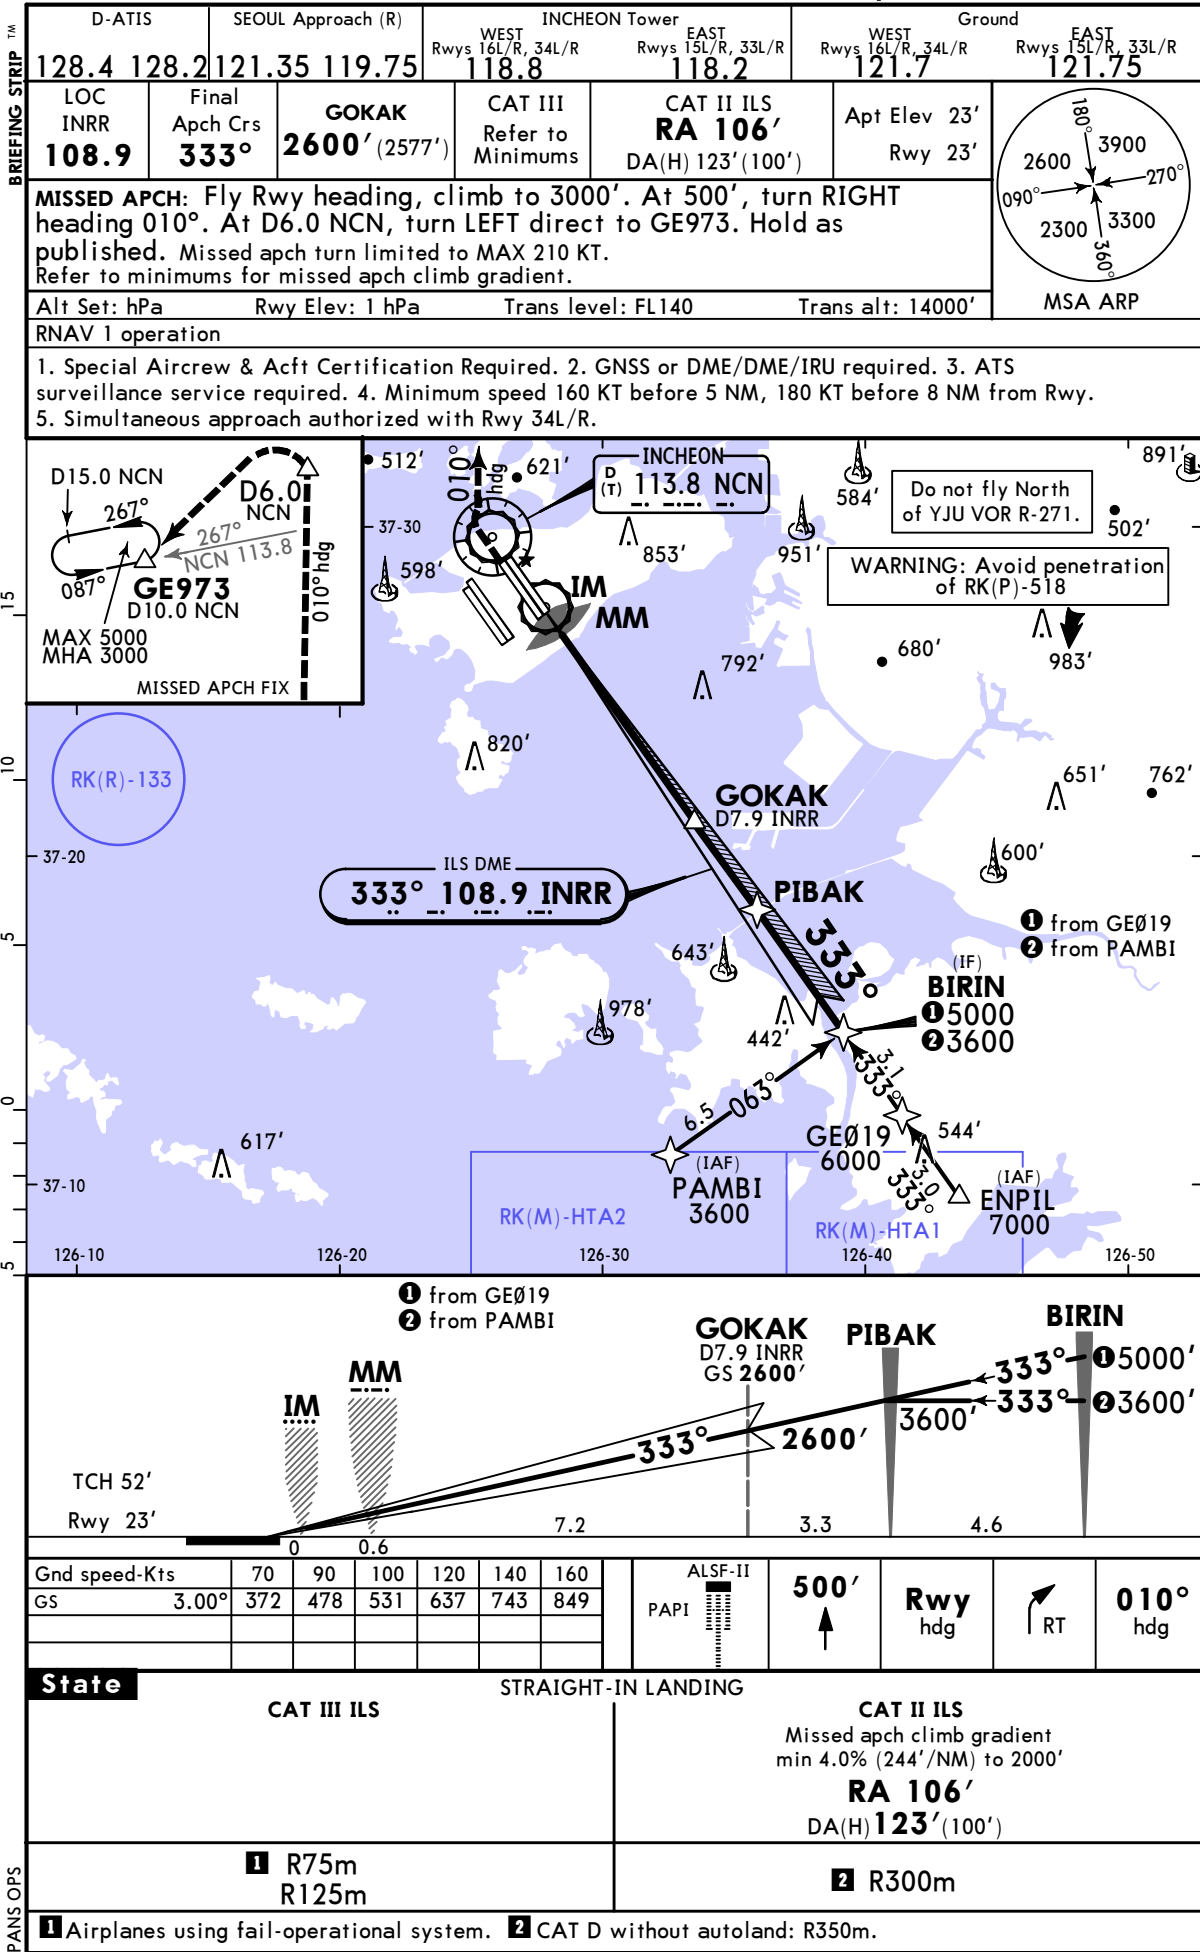 BRIEFING STRIP TM
D-ATIS
128.4 128.2
SEOUL Approach (R)
121.35 119.75
INCHEON Tower
WEST
Rwys 16L/R, 34L/R
118.8
EAST
Rwys 15L/R, 33L/R
118.2
Ground
WEST
Rwys 16L/R, 34L/R
121.7
EAST
Rwys 15L/R, 33L/R
121.75
LOC
INRR
108.9
Final
Apch Crs
333°
GOKAK
2600' (2577')
CAT III
Refer to
Minimums
CAT II ILS
RA 106'
DA(H) 123' (100')
Apt Elev 23'
Rwy 23'
180°
3900
2600
270°
090°
2300
3300
360°
MSA ARP
MISSED APCH: Fly Rwy heading, climb to 3000'. At 500', turn RIGHT
heading 010°. At D6.0 NCN, turn LEFT direct to GE973. Hold as
published. Missed apch turn limited to MAX 210 KT.
Refer to minimums for missed apch climb gradient.
Alt Set: hPa Rwy Elev: 1 hPa Trans level: FL140 Trans alt: 14000'
RNAV 1 operation
1. Special Aircrew & Acft Certification Required. 2. GNSS or DME/DME/IRU required. 3. ATS
surveillance service required. 4. Minimum speed 160 KT before 5 NM, 180 KT before 8 NM from Rwy.
5. Simultaneous approach authorized with Rwy 34L/R.
D15.0 NCN
267°
D6.0
NCN
267°
NCN 113.8
087°
GE973
D10.0 NCN
010° hdg
MAX 5000
MHA 3000
MISSED APCH FIX
512'
010°
hdg
621'
INCHEON
D
(T) 113.8 NCN
584'
891'
Do not fly North
of YJU VOR R-271.
502'
37-30
853'
951'
598'
IM
MM
WARNING: Avoid penetration
of RK(P)-518
983'
680'
792'
15
820'
RK(R)-133
10
651'
762'
GOKAK
D7.9 INRR
37-20
600'
ILS DME
333° 108.9 INRR
PIBAK
333°
1 from GEØ19
2 from PAMBI
5
643'
(IF)
BIRIN
1 5000
2 3600
978'
442'
3.1
333°
063°
6.5
0
617'
GEØ19
6000
544'
3.0
333°
(IAF)
PAMBI
3600
(IAF)
ENPIL
7000
37-10
RK(M)-HTA2
RK(M)-HTA1
126-10
126-20
126-30
126-40
126-50
5
1 from GEØ19
2 from PAMBI
GOKAK
D7.9 INRR
GS 2600'
PIBAK
BIRIN
333°
1 5000'
333°
2 3600'
3600'
MM
IM
333°
2600'
TCH 52'
Rwy 23'
7.2
3.3
4.6
0
0.6
Gnd speed-Kts 70 90 100 120 140 160
GS 3.00° 372 478 531 637 743 849
ALSF-II
PAPI
500'
Rwy
hdg
RT
010°
hdg
State
STRAIGHT-IN LANDING
CAT III ILS
CAT II ILS
Missed apch climb gradient
min 4.0% (244'/NM) to 2000'
RA 106'
DA(H) 123' (100')
1 R75m
R125m
2 R300m
PANS OPS
1 Airplanes using fail-operational system. 2 CAT D without autoland: R350m.